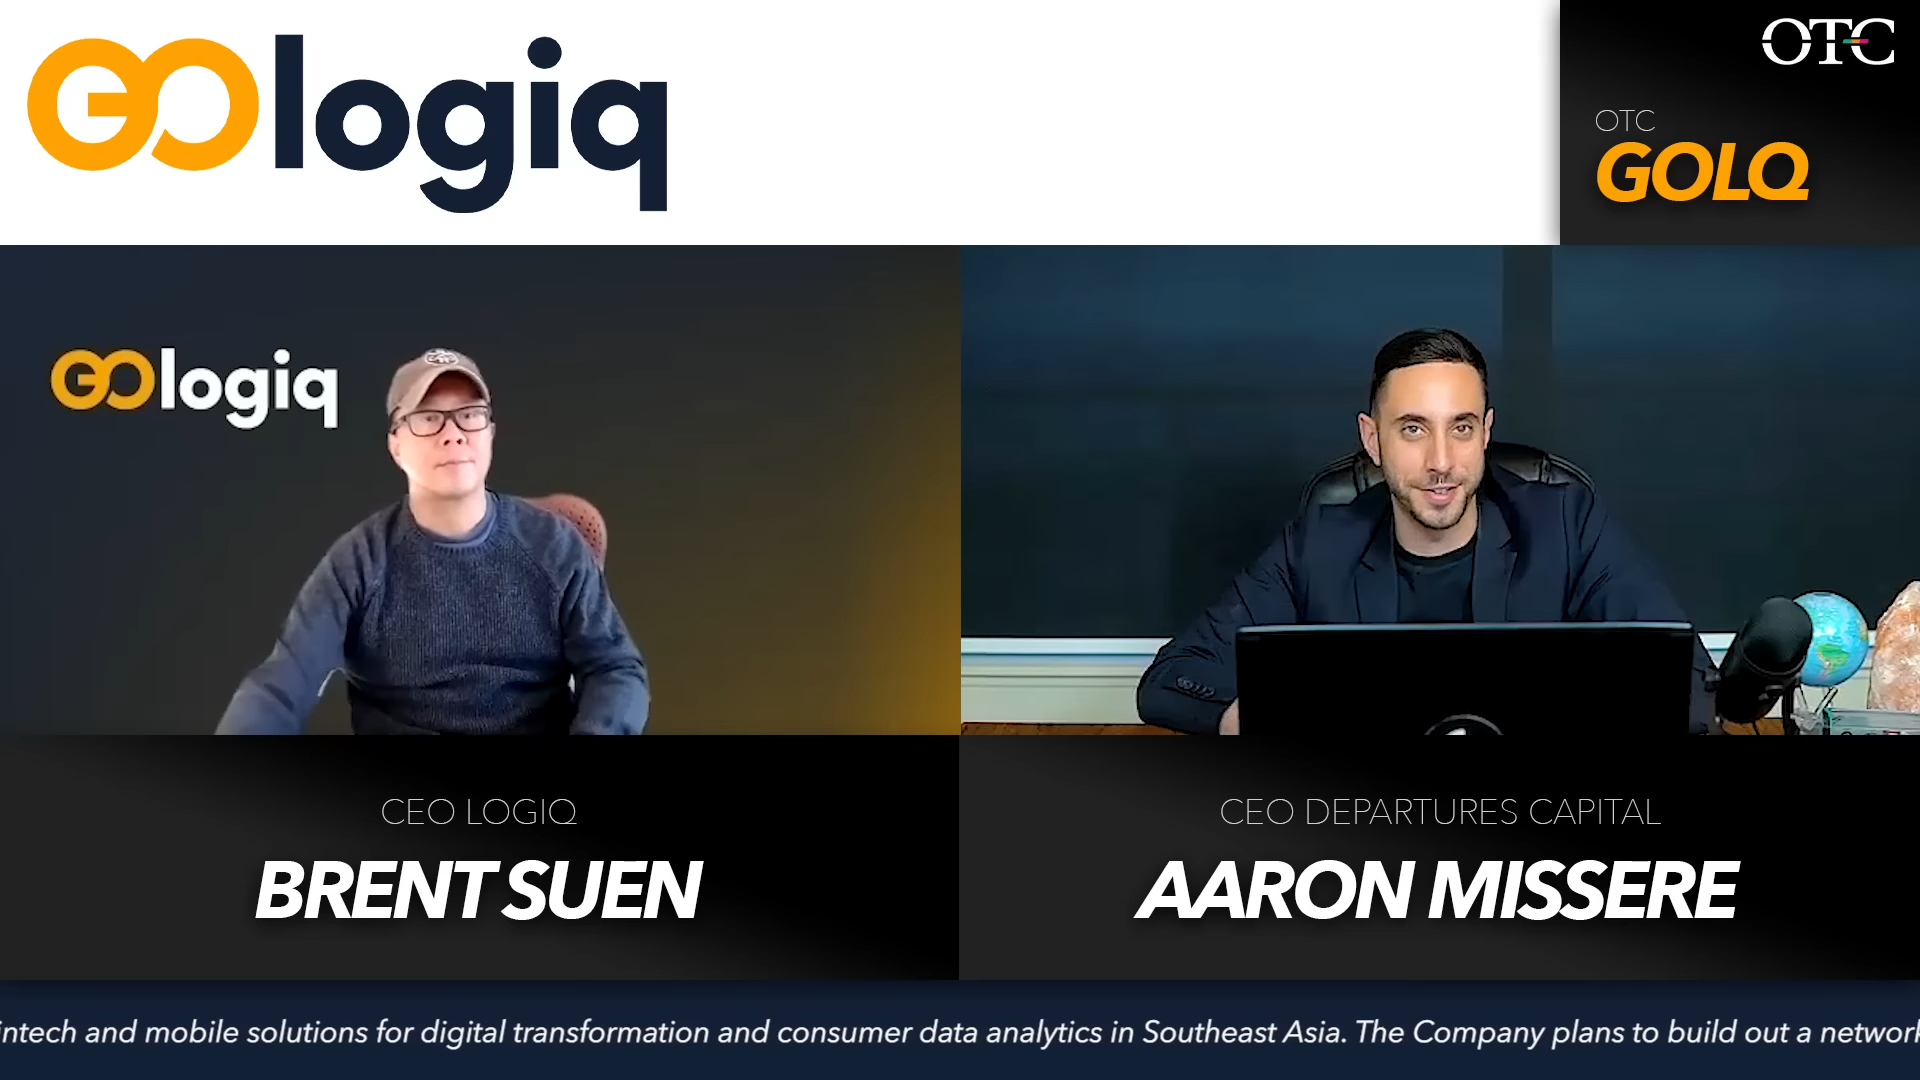 GOlogiq
OTC
OTC
GOLQ
GOlogiq
CEO LOGIQ
BRENT SUEN
CEO DEPARTURES CAPITAL
AARON MISSERE
intech and mobile solutions for digital transformation and consumer data analytics in Southeast Asia. The Company plans to build out a network